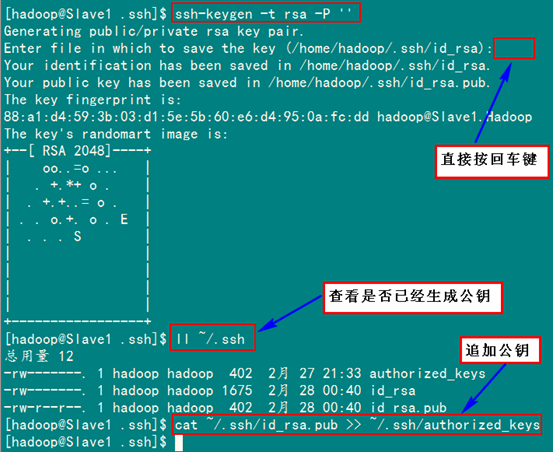 [hadoop@Slave1 .ssh]$ ssh-keygen -t rsa -P ''
Generating public/private rsa key pair.
Enter file in which to save the key (/home/hadoop/.ssh/id_rsa):
Your identification has been saved in /home/hadoop/.ssh/id_rsa.
Your public key has been saved in /home/hadoop/.ssh/id_rsa.pub.
The key fingerprint is:
88:a1:d4:59:3b:03:d1:5e:5b:60:e6:d4:95:0a:fc:dd hadoop@Slave1.Hadoop
The key's randomart image is:
直接按回车键
+--[ RSA 2048]----+
|    oo..=o ...   |
|   . +.*+ o .    |
|  . +.+..= o .   |
| . . o.+. o . E  |
|  . . . S        |
|                 |
|                 |
|                 |
|                 |
+-----------------+
查看是否已经生成公钥
[hadoop@Slave1 .ssh]$ ll ~/.ssh
总用量 12
追加公钥
-rw-------. 1 hadoop hadoop  402  2月 27 21:33 authorized_keys
-rw-------. 1 hadoop hadoop 1675  2月 28 00:40 id_rsa
-rw-r--r--. 1 hadoop hadoop  402  2月 28 00:40 id_rsa.pub
[hadoop@Slave1 .ssh]$ cat ~/.ssh/id_rsa.pub >> ~/.ssh/authorized_keys
[hadoop@Slave1 .ssh]$